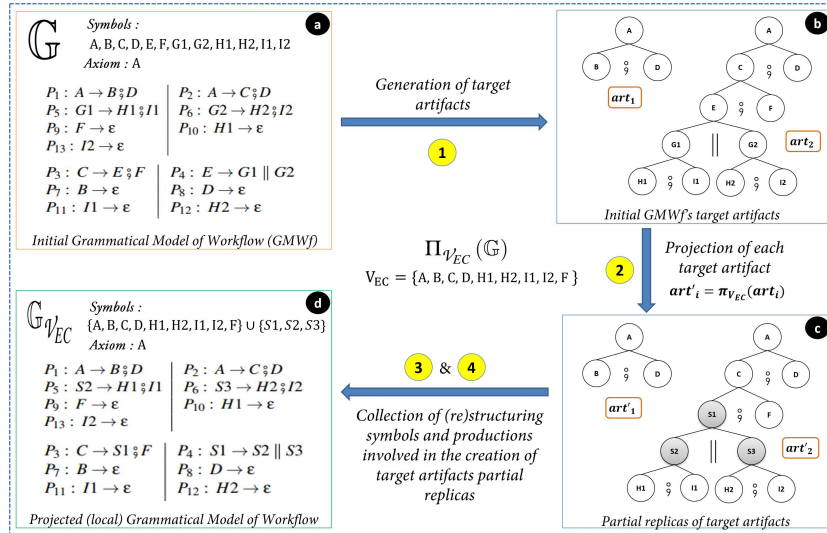 𝔾
Symbols :
A, B, C, D, E, F, G1, G2, H1, H2, I1, I2
Axiom : A
a
P₁ : A → B⨟D
P₂ : A → C⨟D
P₅ : G1 → H1⨟I1
P₆ : G2 → H2⨟I2
P₉ : F → ε
P₁₀ : H1 → ε
P₁₃ : I2 → ε
P₃ : C → E⨟F
P₄ : E → G1 ∥ G2
P₇ : B → ε
P₈ : D → ε
P₁₁ : I1 → ε
P₁₂ : H2 → ε
Initial Grammatical Model of Workflow (GMWf)
Generation of target
artifacts
1
b
A
B ⨟ D
art₁
A
C ⨟ D
E ⨟ F
G1 || G2
art₂
H1 ⨟ I1 H2 ⨟ I2
Initial GMWf's target artifacts
Π𝒱_EC (𝔾)
V_EC = {A, B, C, D, H1, H2, I1, I2, F }
2
Projection of each
target artifact
art'ᵢ = π_V_EC(artᵢ)
c
A
B ⨟ D
art'₁
A
C ⨟ D
S1 ⨟ F
S2 || S3
art'₂
H1 ⨟ I1 H2 ⨟ I2
Partial replicas of target artifacts
3 & 4
Collection of (re)structuring
symbols and productions
involved in the creation of
target artifacts partial
replicas
d
𝔾𝒱_EC
Symbols :
{A, B, C, D, H1, H2, I1, I2, F} ∪ {S1, S2, S3}
Axiom : A
P₁ : A → B⨟D
P₂ : A → C⨟D
P₅ : S2 → H1⨟I1
P₆ : S3 → H2⨟I2
P₉ : F → ε
P₁₀ : H1 → ε
P₁₃ : I2 → ε
P₃ : C → S1⨟F
P₄ : S1 → S2 ∥ S3
P₇ : B → ε
P₈ : D → ε
P₁₁ : I1 → ε
P₁₂ : H2 → ε
Projected (local) Grammatical Model of Workflow